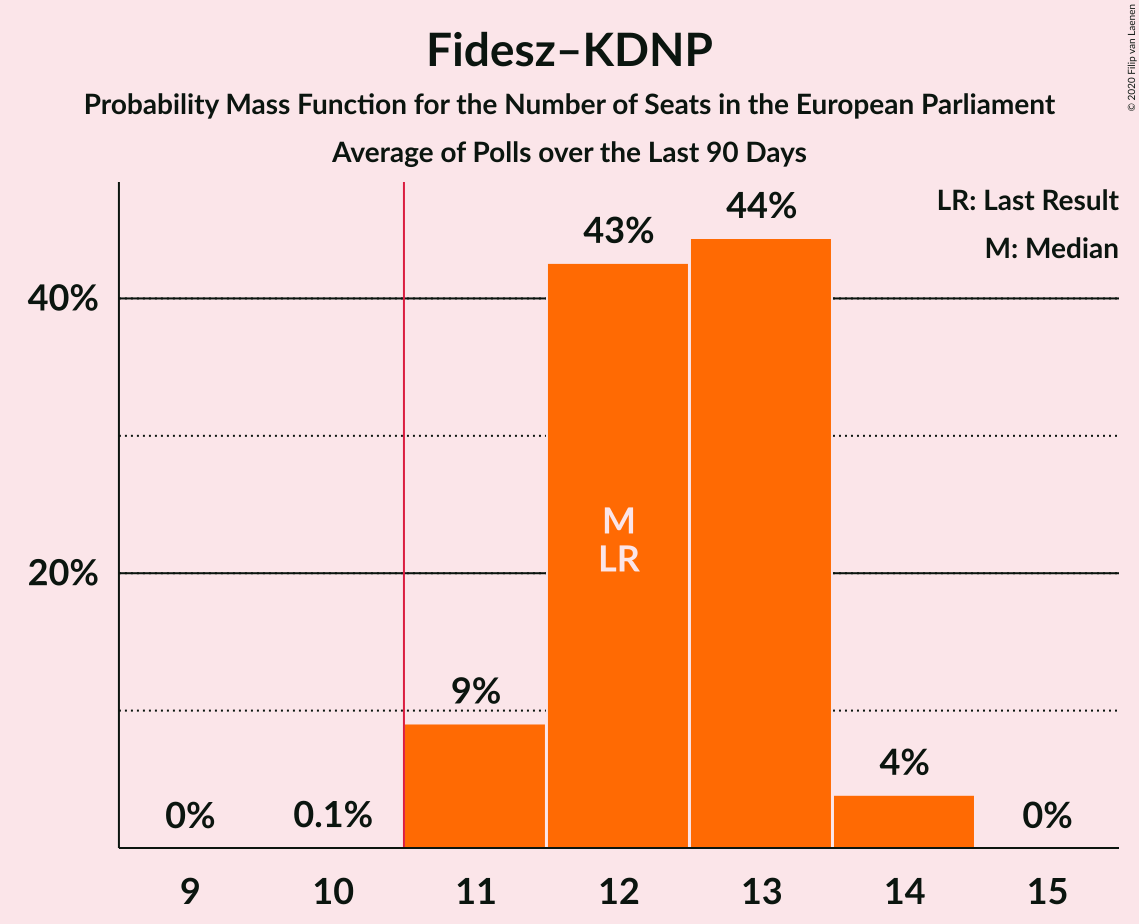 Fidesz–KDNP
Probability Mass Function for the Number of Seats in the European Parliament
Average of Polls over the Last 90 Days
© 2020 Filip van Laenen
LR: Last Result
M: Median
44%
43%
40%
M
LR
20%
9%
4%
0%
0.1%
0%
9
10
11
12
13
14
15